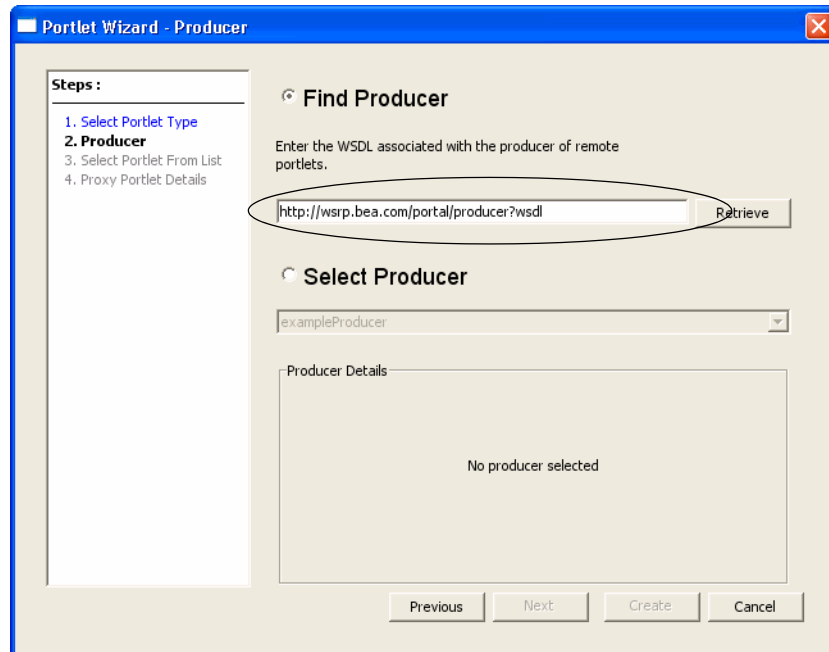 Portlet Wizard - Producer
Steps :
1. Select Portlet Type
2. Producer
3. Select Portlet From List
4. Proxy Portlet Details
Find Producer
Enter the WSDL associated with the producer of remote
portlets.
http://wsrp.bea.com/portal/producer?wsdl
Retrieve
Select Producer
exampleProducer
Producer Details
No producer selected
Previous
Next
Create
Cancel